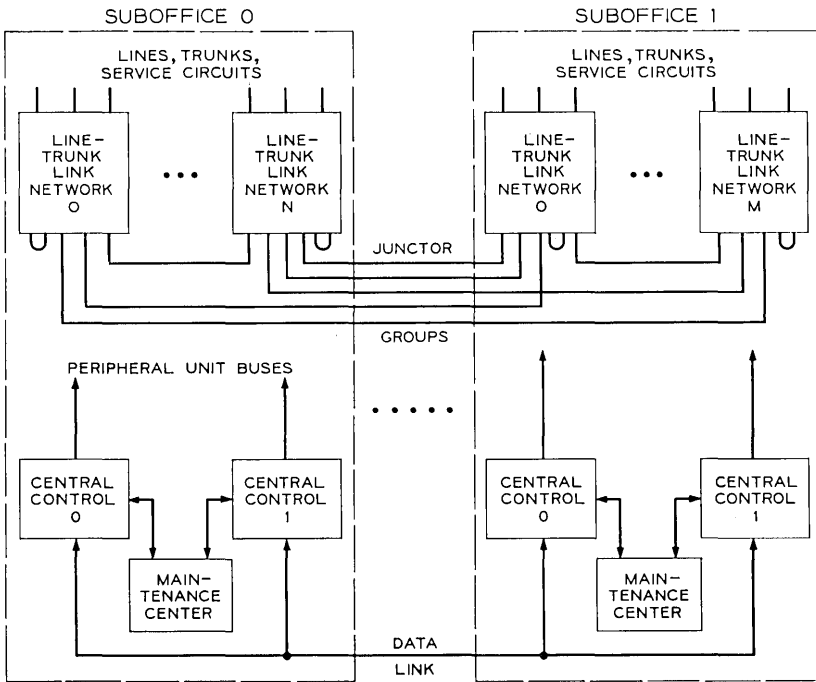 SUBOFFICE 0
SUBOFFICE 1
LINES, TRUNKS,
SERVICE CIRCUITS
LINES, TRUNKS,
SERVICE CIRCUITS
LINE-
TRUNK
LINK
NETWORK
0
• • •
LINE-
TRUNK
LINK
NETWORK
N
LINE-
TRUNK
LINK
NETWORK
0
• • •
LINE-
TRUNK
LINK
NETWORK
M
JUNCTOR
GROUPS
PERIPHERAL UNIT BUSES
• • • • •
CENTRAL
CONTROL
0
CENTRAL
CONTROL
1
CENTRAL
CONTROL
0
CENTRAL
CONTROL
1
MAIN-
TENANCE
CENTER
MAIN-
TENANCE
CENTER
DATA
LINK